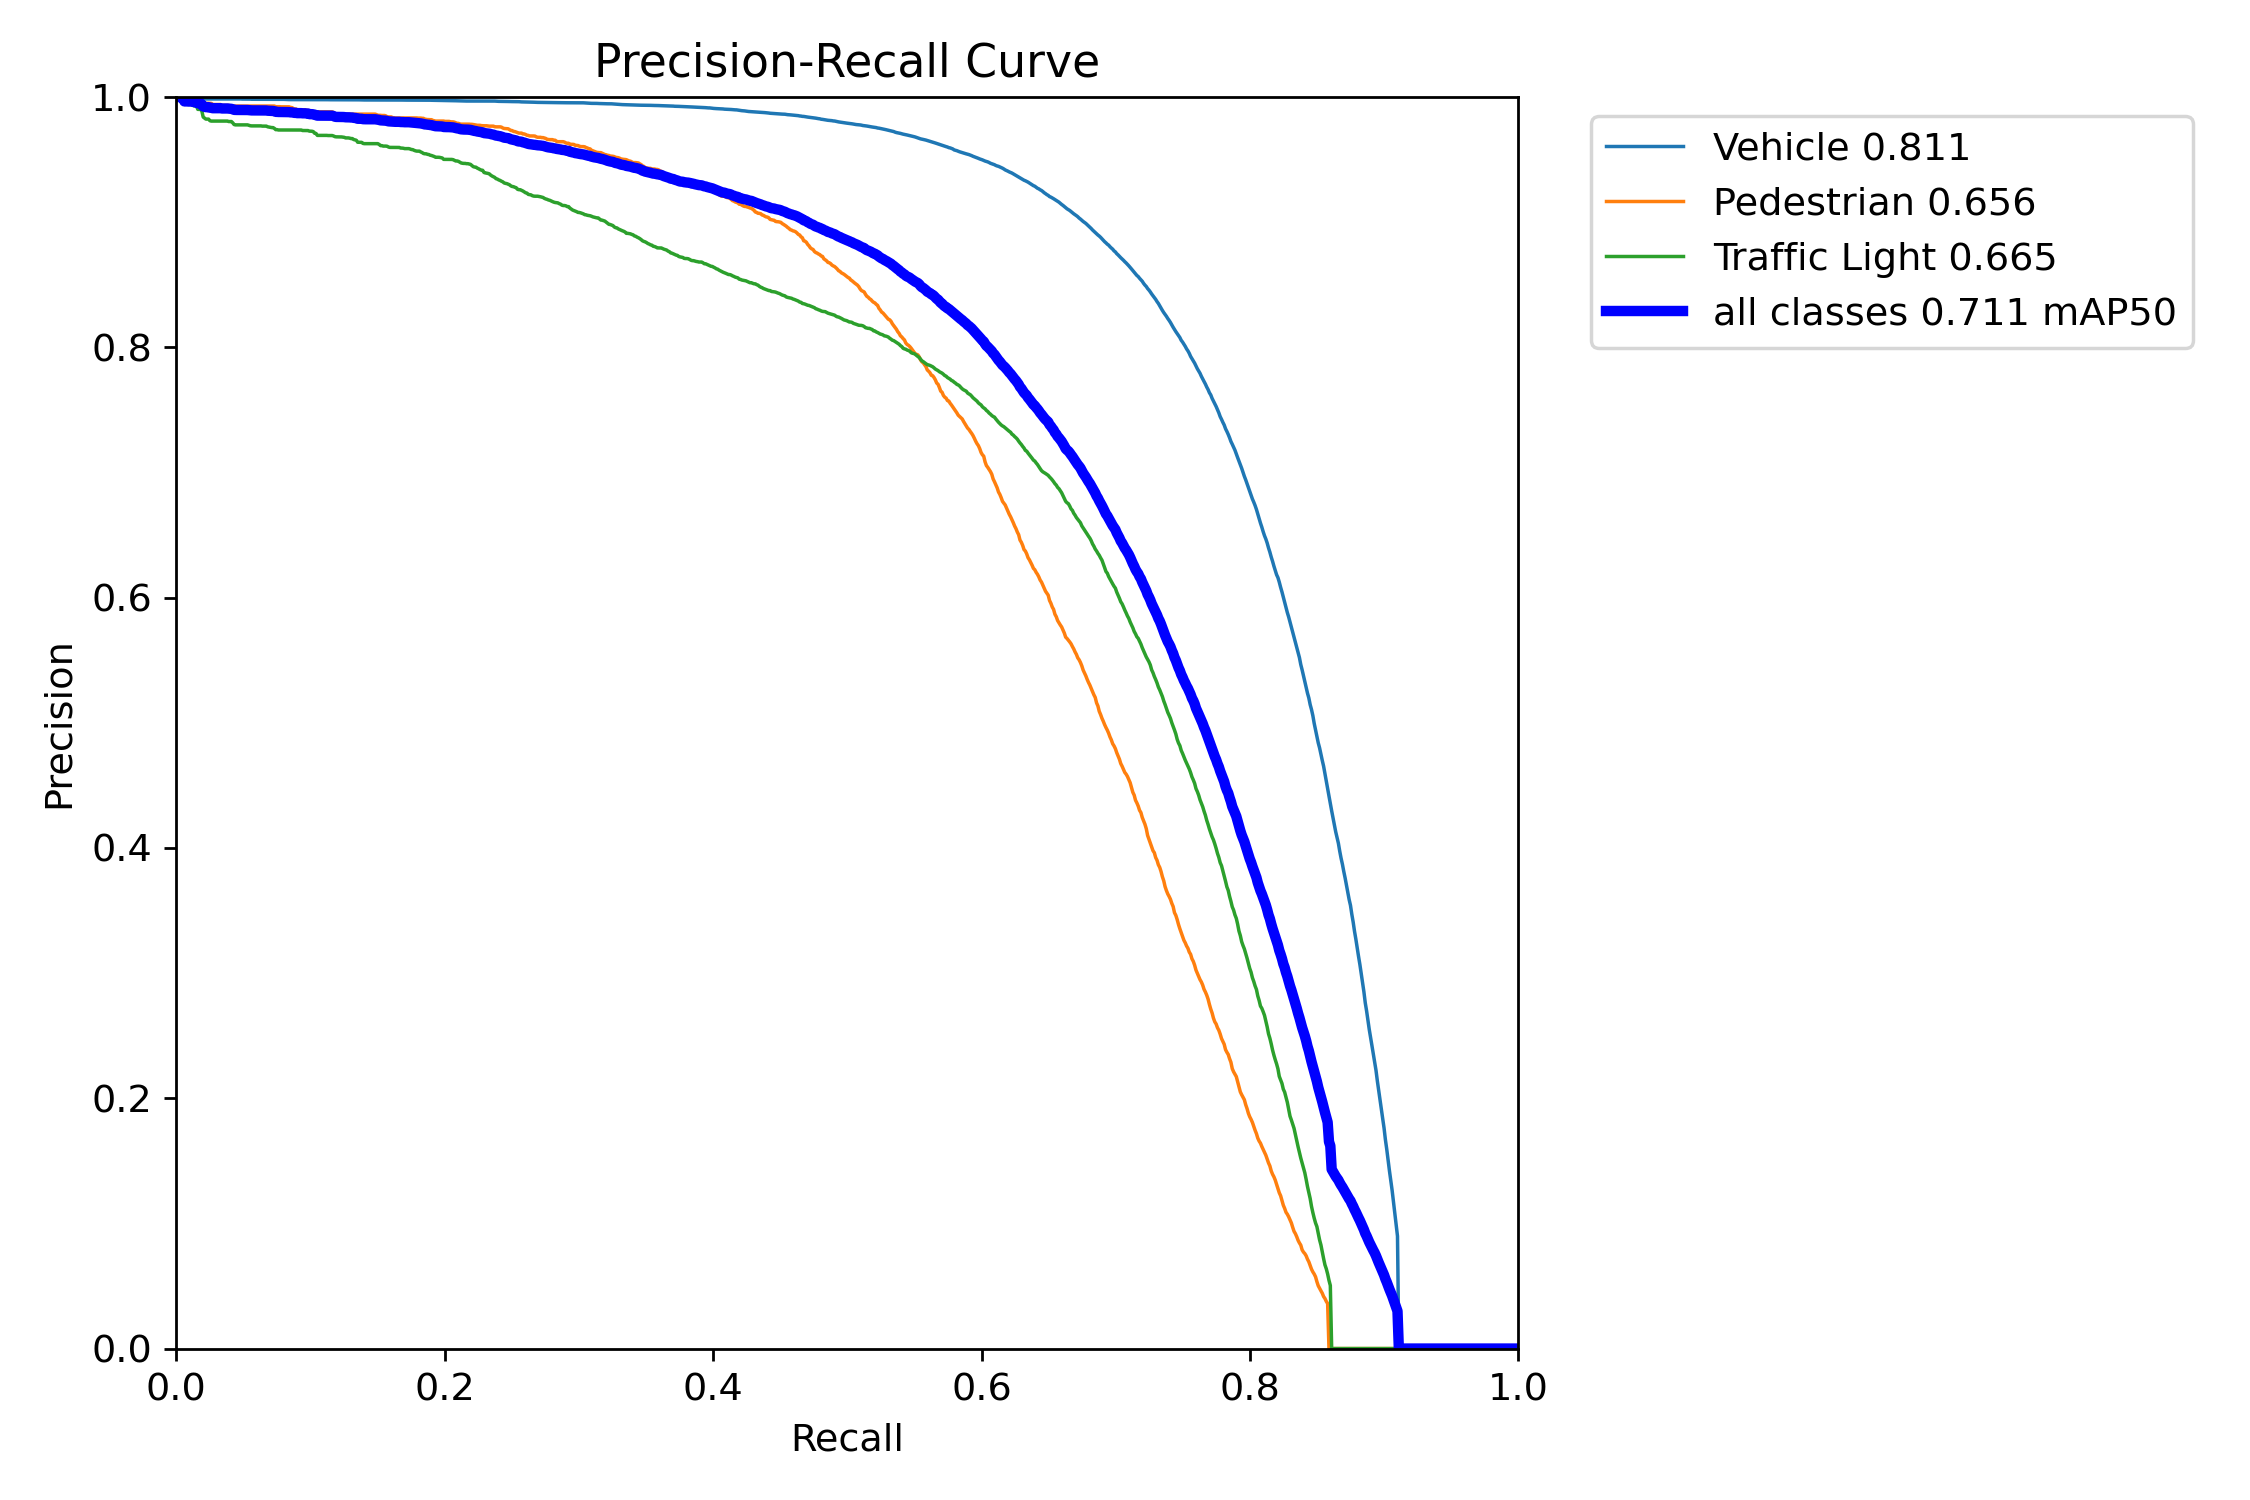 Precision-Recall Curve
1.0
0.8
0.6
0.4
0.2
0.0
Precision
0.0 0.2 0.4 0.6 0.8 1.0
Recall
Vehicle 0.811
Pedestrian 0.656
Traffic Light 0.665
all classes 0.711 mAP50